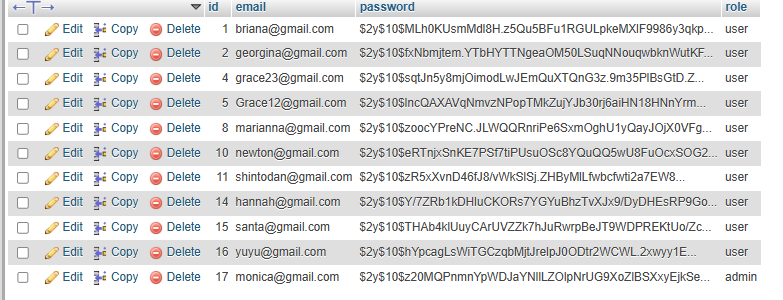 id email password role
Edit Copy Delete 1 briana@gmail.com $2y$10$MLh0KUsmMdl8H.z5Qu5BFu1RGULpkeMXlF9986y3qkp... user
Edit Copy Delete 2 georgina@gmail.com $2y$10$fxNbmjtem.YTbHYTTNgeaOM50LSuqNNouqwbknWutKF... user
Edit Copy Delete 4 grace23@gmail.com $2y$10$sqtJn5y8mjOimodLwJEmQuXTQnG3z.9m35PlBsGtD.Z... user
Edit Copy Delete 5 Grace12@gmail.com $2y$10$lncQAXAVqNmvzNPopTMkZujYJb30rj6aiHN18HNnYrm... user
Edit Copy Delete 8 marianna@gmail.com $2y$10$zoocYPreNC.JLWQQRnriPe6SxmOghU1yQayJOjX0VFg... user
Edit Copy Delete 10 newton@gmail.com $2y$10$eRTnjxSnKE7PSf7tiPUsuOSc8YQuQQ5wU8FuOcxSOG2... user
Edit Copy Delete 11 shintodan@gmail.com $2y$10$zR5xXvnD46fJ8/vWkSlSj.ZHByMlLfwbcfwti2a7EW8... user
Edit Copy Delete 14 hannah@gmail.com $2y$10$Y/7ZRb1kDHluCKORs7YGYuBhzTvXJx9/DyDHEsRP9Go... user
Edit Copy Delete 15 santa@gmail.com $2y$10$THAb4klUuyCArUVZZk7hJuRwrpBeJT9WDPREKtUo/Zc... user
Edit Copy Delete 16 yuyu@gmail.com $2y$10$hYpcagLsWiTGCzqbMjtJrelpJ0ODtr2WCWL.2xwyy1E... user
Edit Copy Delete 17 monica@gmail.com $2y$10$z20MQPnmnYpWDJaYNlILZOlpNrUG9XoZlBSXxyEjkSe... admin